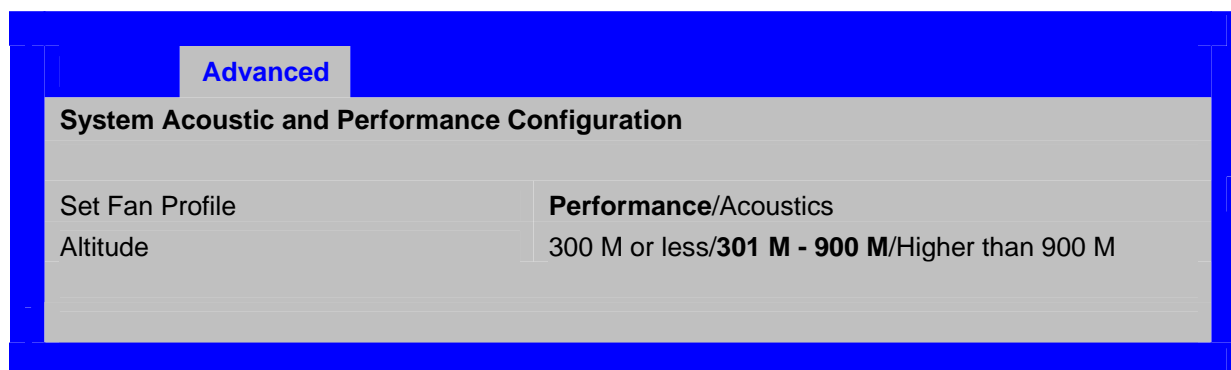 Advanced
System Acoustic and Performance Configuration
Set Fan Profile Performance/Acoustics
Altitude 300 M or less/301 M - 900 M/Higher than 900 M